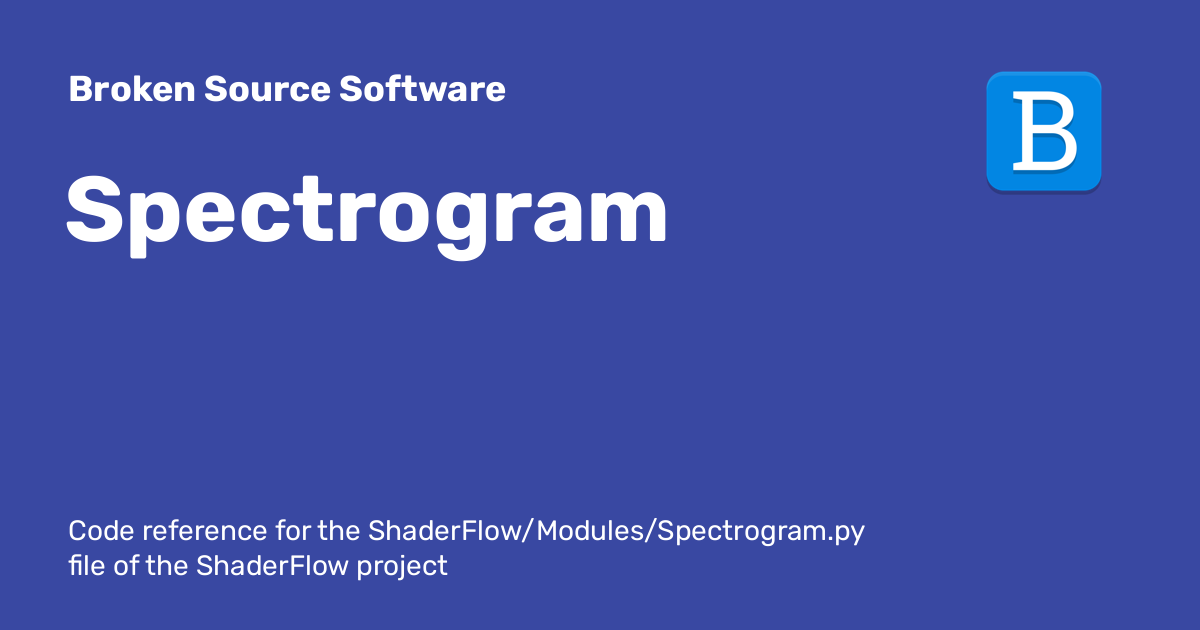 Broken Source Software
B
Spectrogram
Code reference for the ShaderFlow/Modules/Spectrogram.py
file of the ShaderFlow project